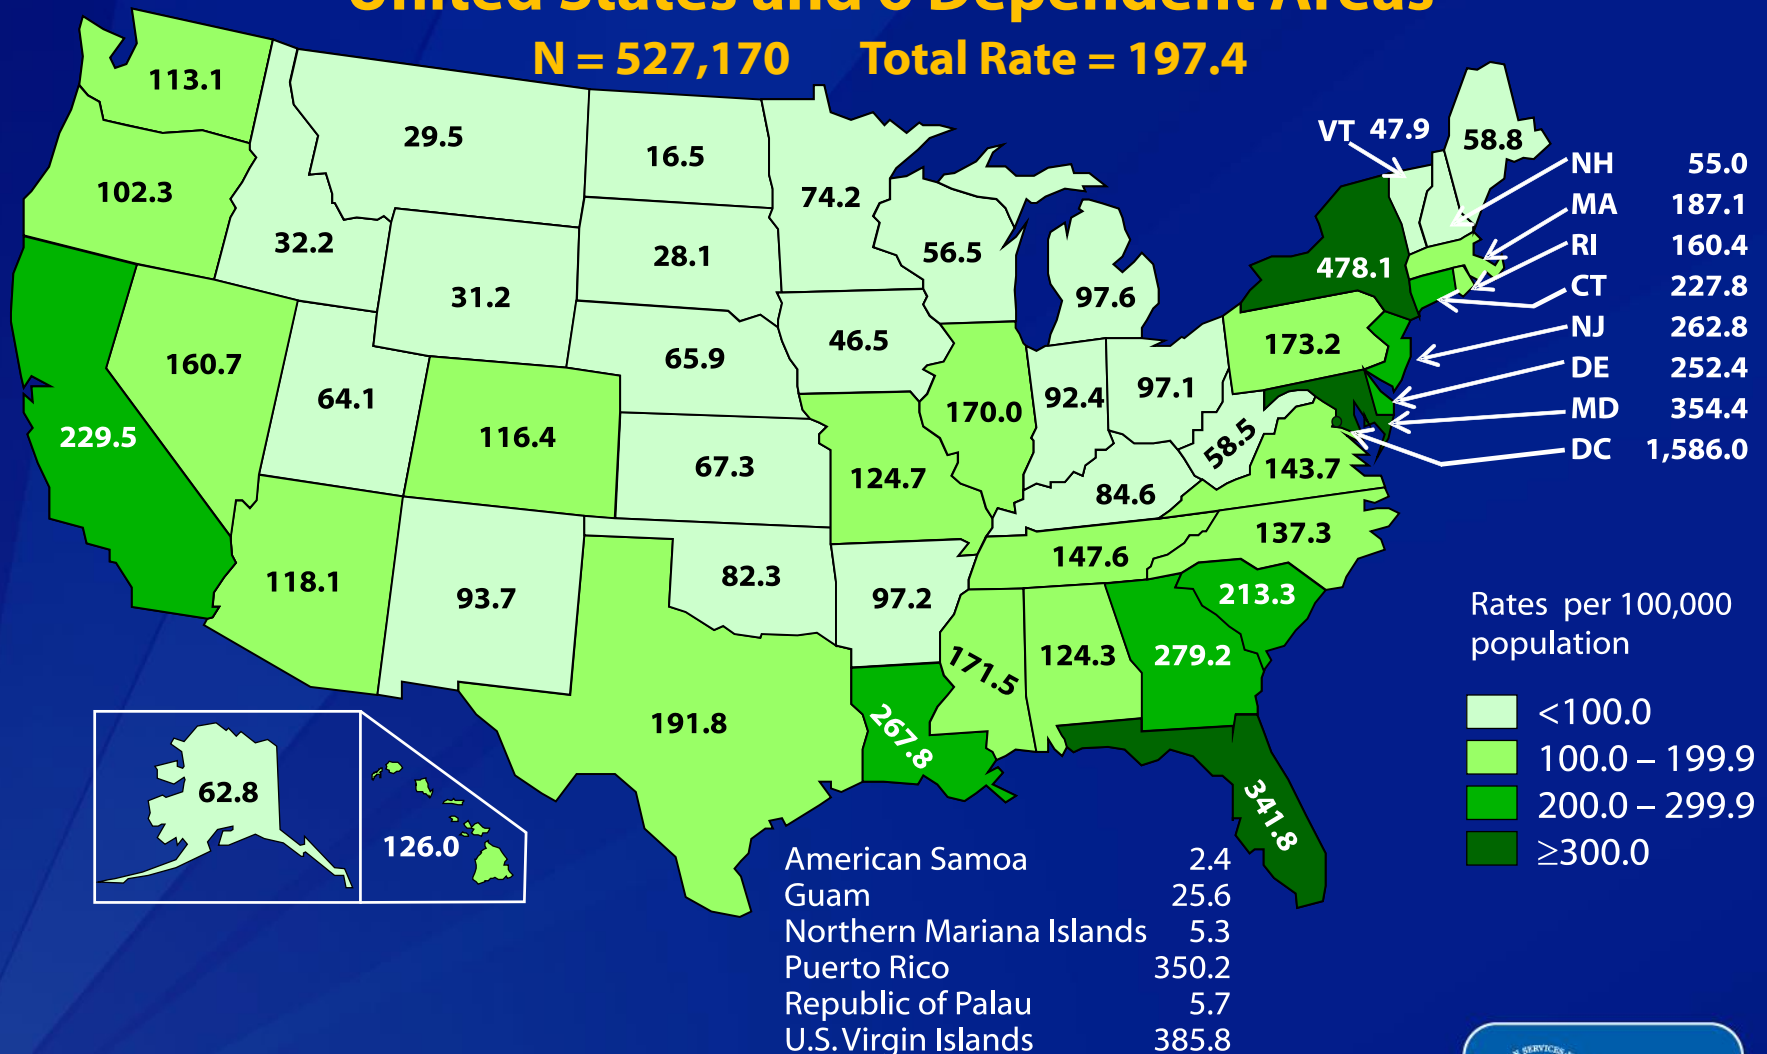 United States and 6 Dependent Areas
N = 527,170 Total Rate = 197.4
113.1
29.5
16.5
74.2
VT 47.9
58.8
102.3
32.2
28.1
56.5
97.6
478.1
31.2
160.7
64.1
65.9
46.5
173.2
229.5
116.4
67.3
124.7
170.0
92.4
97.1
58.5
143.7
84.6
137.3
147.6
118.1
93.7
82.3
97.2
213.3
171.5
124.3
279.2
191.8
267.8
341.8
62.8
126.0
NH 55.0
MA 187.1
RI 160.4
CT 227.8
NJ 262.8
DE 252.4
MD 354.4
DC 1,586.0
Rates per 100,000
population
<100.0
100.0 – 199.9
200.0 – 299.9
≥300.0
American Samoa 2.4
Guam 25.6
Northern Mariana Islands 5.3
Puerto Rico 350.2
Republic of Palau 5.7
U.S. Virgin Islands 385.8